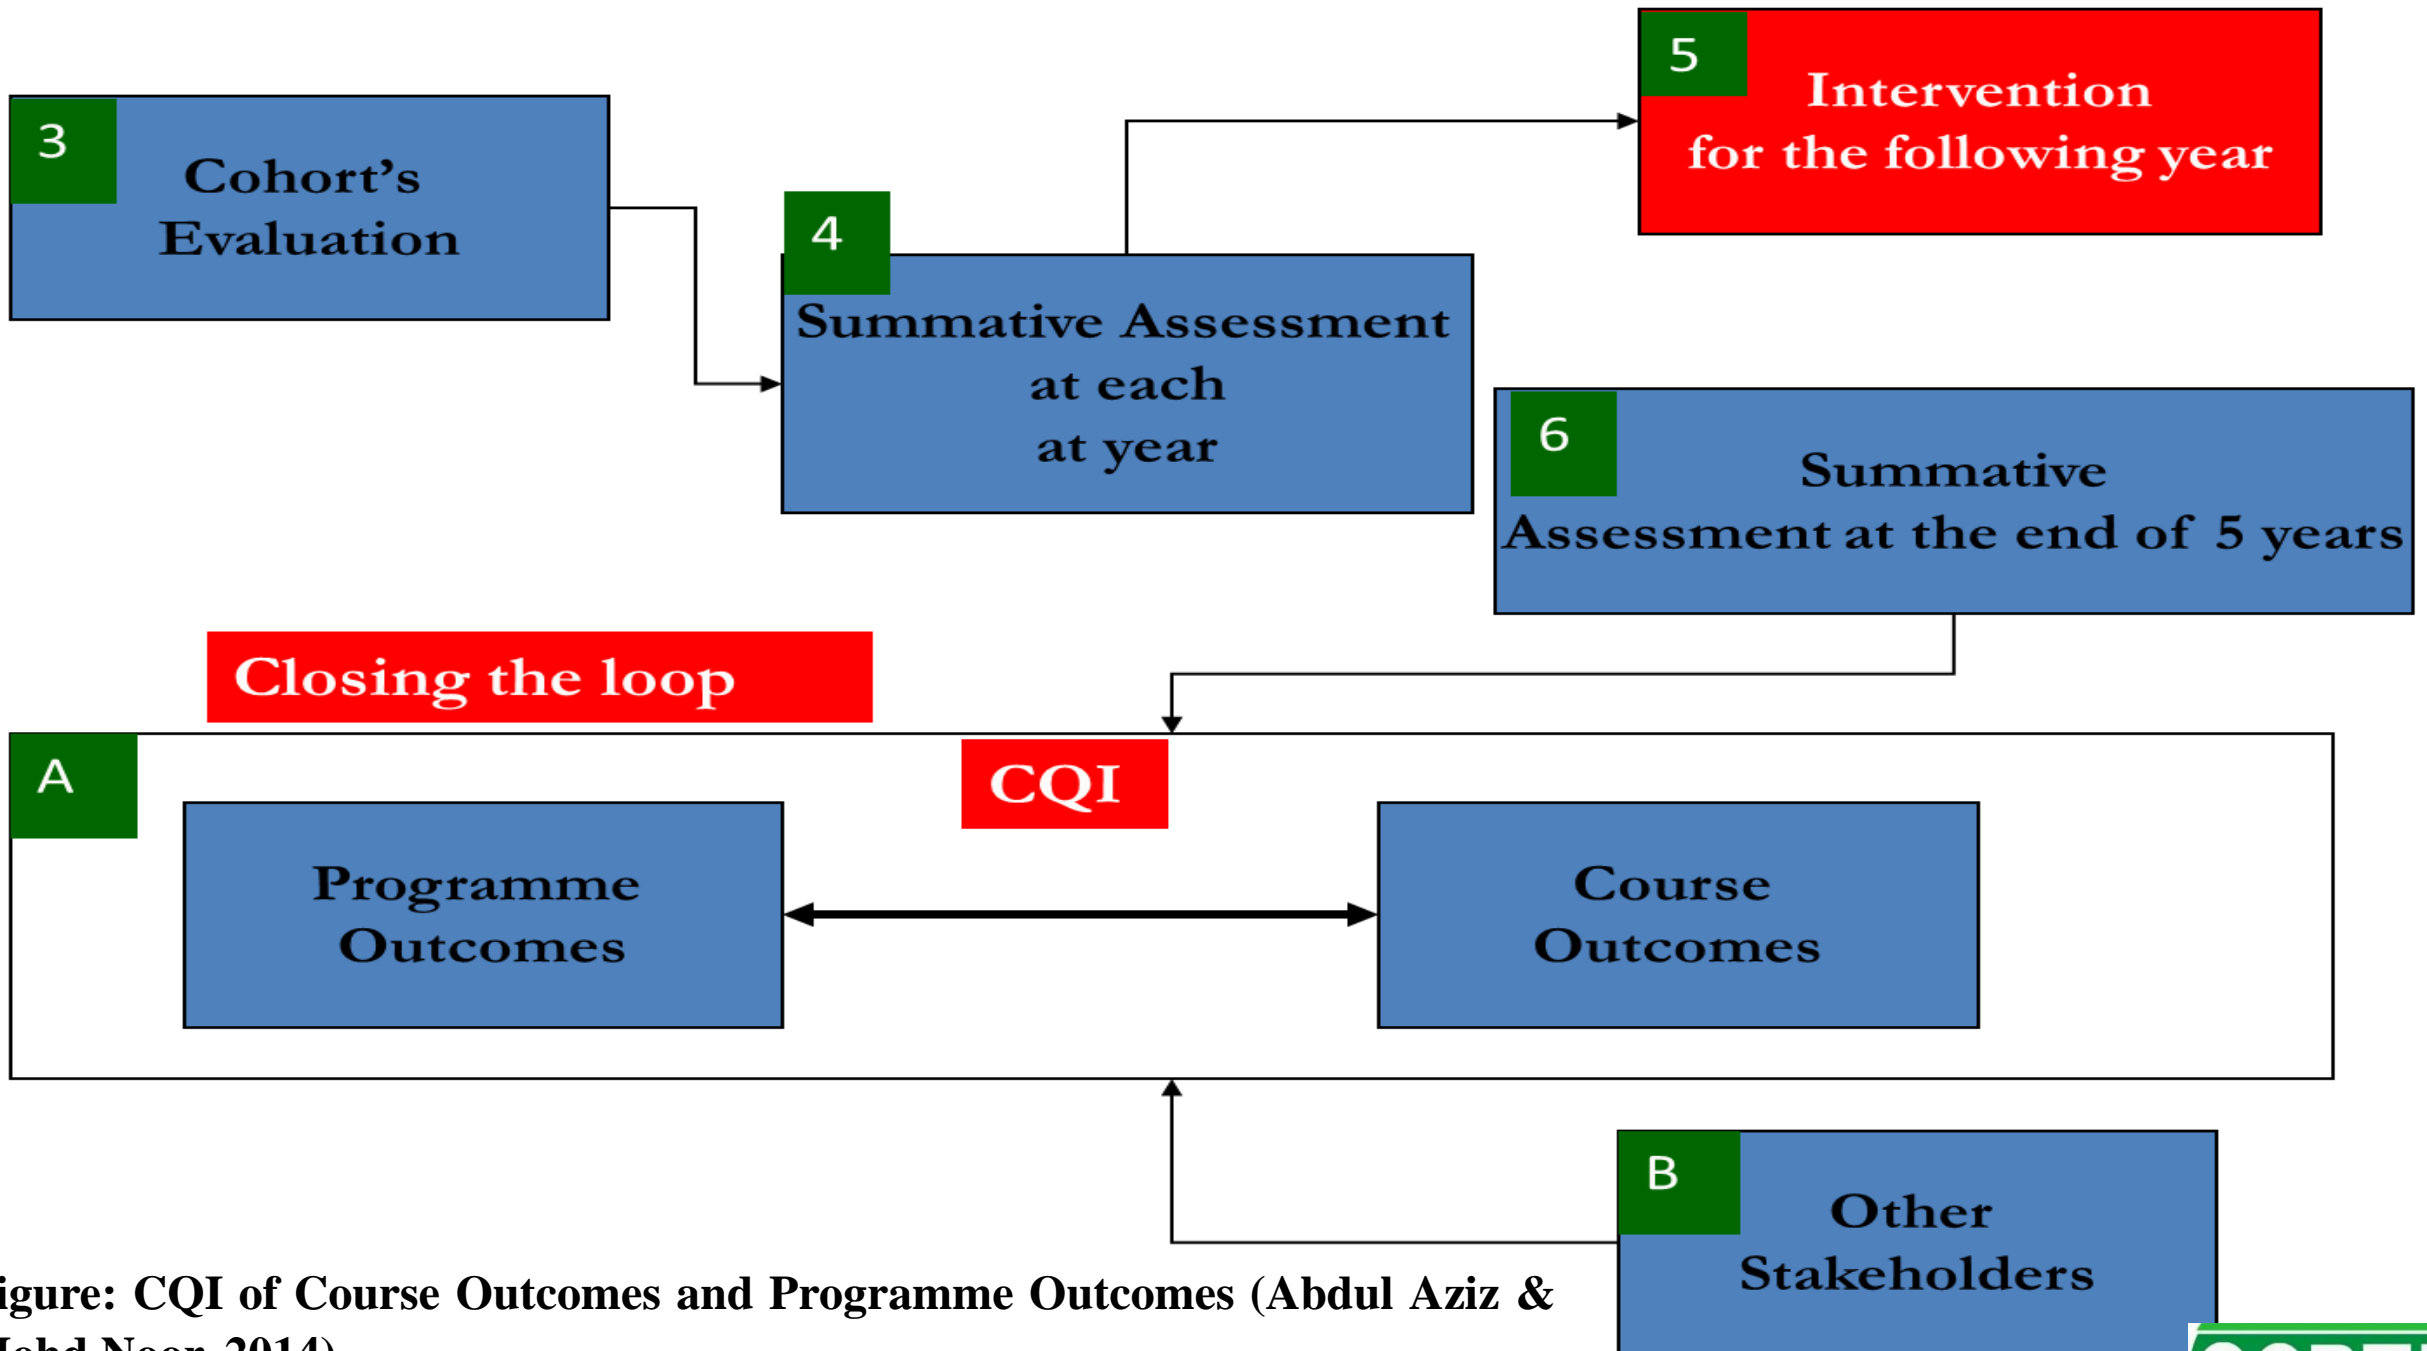 5
Intervention
for the following year
3
Cohort's
Evaluation
4
Summative Assessment
at each
at year
6
Summative
Assessment at the end of 5 years
Closing the loop
A
CQI
Programme
Outcomes
Course
Outcomes
B
Other
Stakeholders
igure: CQI of Course Outcomes and Programme Outcomes (Abdul Aziz &
Noor, 2014)